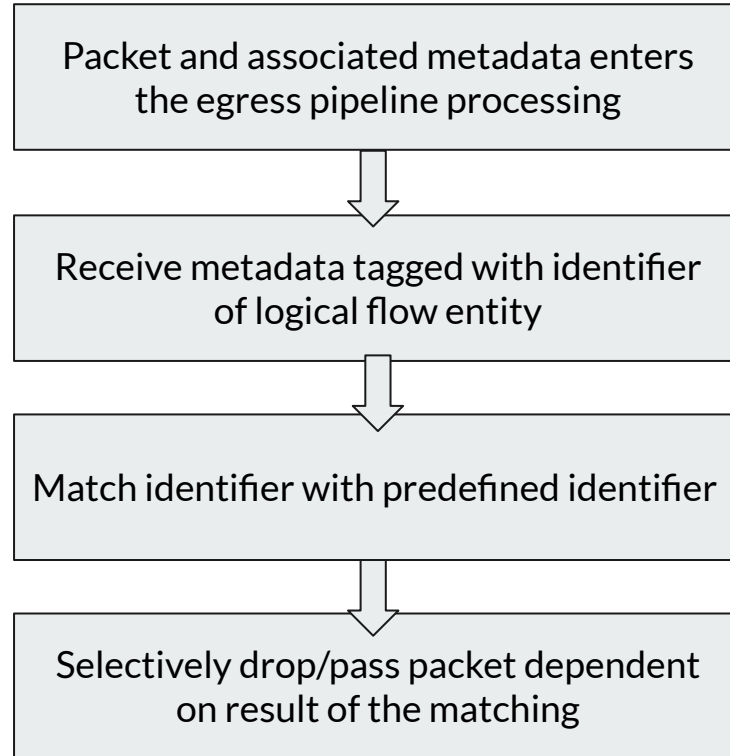 Packet and associated metadata enters
the egress pipeline processing
Receive metadata tagged with identifier
of logical flow entity
Match identifier with predefined identifier
Selectively drop/pass packet dependent
on result of the matching